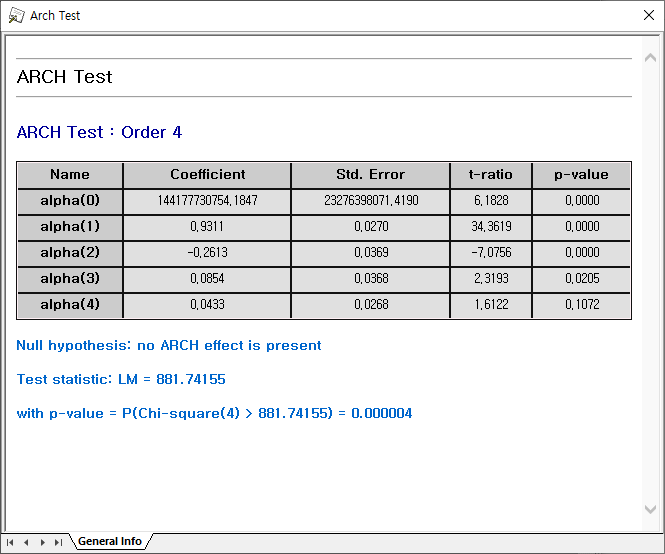 Arch Test
ARCH Test
ARCH Test : Order 4
Name Coefficient Std. Error t-ratio p-value
alpha(0) 144177730754,1847 23276398071,4190 6,1828 0,0000
alpha(1) 0,9311 0,0270 34,3619 0,0000
alpha(2) -0,2613 0,0369 -7,0756 0,0000
alpha(3) 0,0854 0,0368 2,3193 0,0205
alpha(4) 0,0433 0,0268 1,6122 0,1072
Null hypothesis: no ARCH effect is present
Test statistic: LM = 881.74155
with p-value = P(Chi-square(4) > 881.74155) = 0.000004
General Info